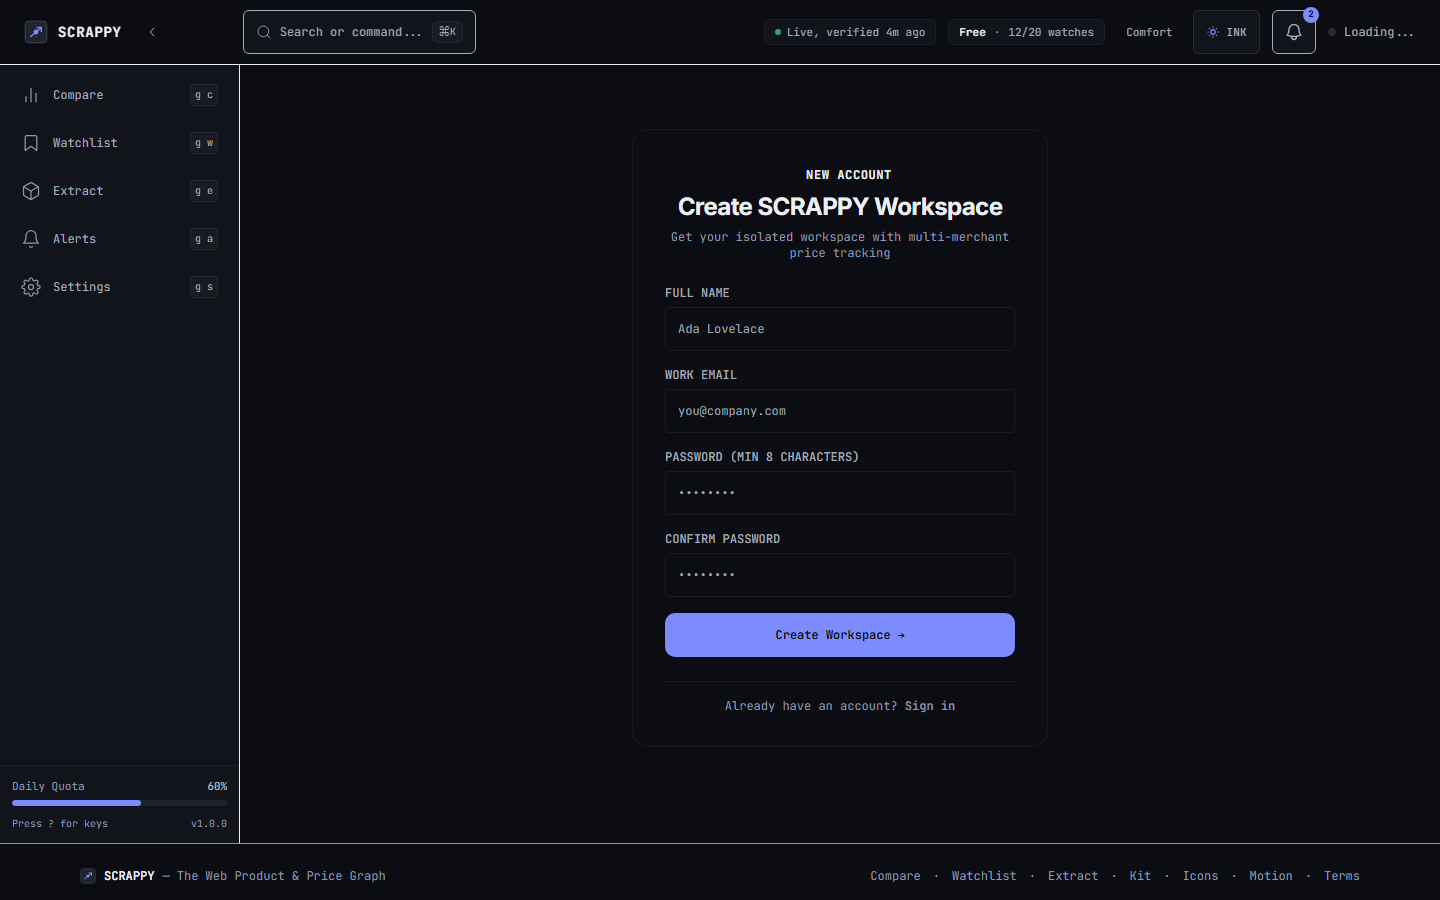 SCRAPPY
Search or command... ⌘K
Live, verified 4m ago
Free · 12/20 watches
Comfort
INK
2
Loading...
Compare g c
Watchlist g w
Extract g e
Alerts g a
Settings g s
NEW ACCOUNT
Create SCRAPPY Workspace
Get your isolated workspace with multi-merchant
price tracking
FULL NAME
Ada Lovelace
WORK EMAIL
you@company.com
PASSWORD (MIN 8 CHARACTERS)
••••••••
CONFIRM PASSWORD
••••••••
Create Workspace →
Already have an account? Sign in
Daily Quota 60%
Press ? for keys v1.0.0
SCRAPPY — The Web Product & Price Graph
Compare · Watchlist · Extract · Kit · Icons · Motion · Terms